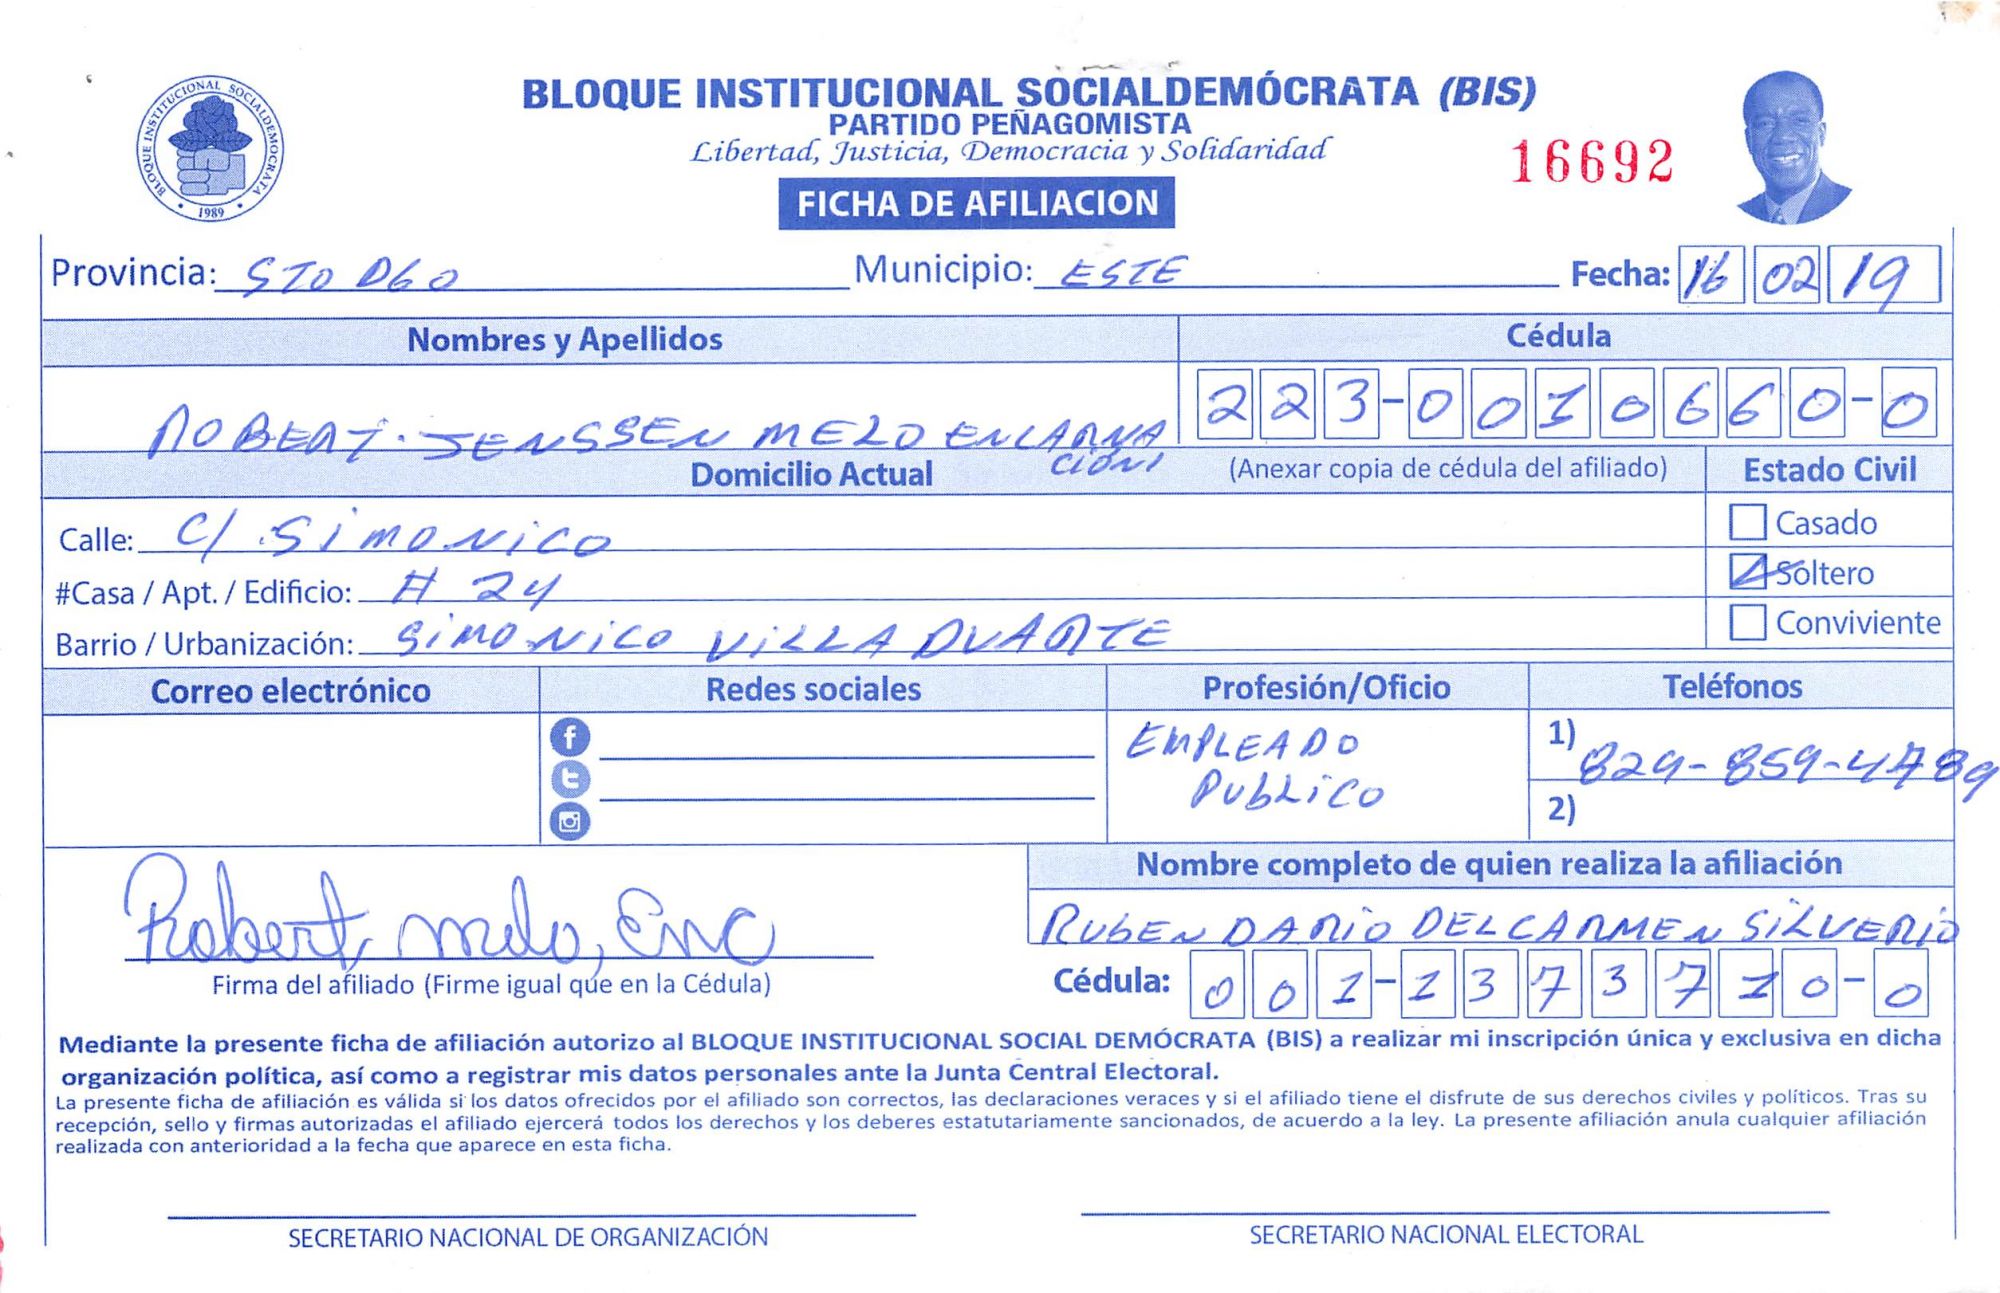 BLOQUE INSTITUCIONAL SOCIALDEMOCRATA
1989
BLOQUE INSTITUCIONAL SOCIALDEMÓCRATA (BIS)
PARTIDO PEÑAGOMISTA
Libertad, Justicia, Democracia y Solidaridad
16692
FICHA DE AFILIACION
Provincia: STO DGO Municipio: ESTE Fecha: 16 02 19
Nombres y Apellidos Cédula
ROBERT. JENSSEN MELO ENCARNA 223-0010660-0
CION
Domicilio Actual (Anexar copia de cédula del afiliado) Estado Civil
Calle: C/ SIMONICO Casado
#Casa / Apt. / Edificio: # 24 Soltero
Barrio / Urbanización: SIMONICO VILLA DUARTE Conviviente
Correo electrónico Redes sociales Profesión/Oficio Teléfonos
EMPLEADO 1) 829-859-4789
PUBLICO 2)
Nombre completo de quien realiza la afiliación
Robert, melo, Enc RUBEN DARIO DEL CARMEN SILVERIO
Firma del afiliado (Firme igual que en la Cédula) Cédula: 001-1373710-0
Mediante la presente ficha de afiliación autorizo al BLOQUE INSTITUCIONAL SOCIAL DEMÓCRATA (BIS) a realizar mi inscripción única y exclusiva en dicha
organización política, así como a registrar mis datos personales ante la Junta Central Electoral.
La presente ficha de afiliación es válida si los datos ofrecidos por el afiliado son correctos, las declaraciones veraces y si el afiliado tiene el disfrute de sus derechos civiles y políticos. Tras su
recepción, sello y firmas autorizadas el afiliado ejercerá todos los derechos y los deberes estatutariamente sancionados, de acuerdo a la ley. La presente afiliación anula cualquier afiliación
realizada con anterioridad a la fecha que aparece en esta ficha.
SECRETARIO NACIONAL DE ORGANIZACIÓN SECRETARIO NACIONAL ELECTORAL